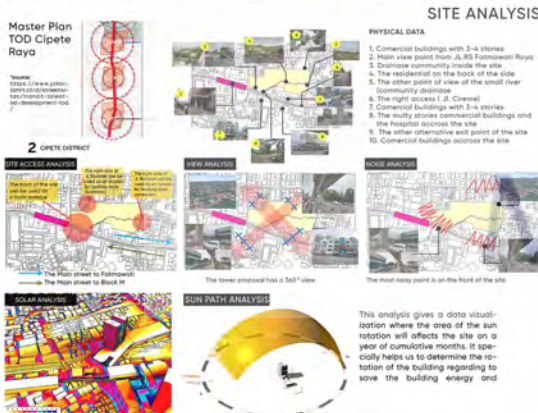 SITE ANALYSIS
Master Plan
TOD Cipete
Raya
*source:
2 CIPETE DISTRICT
PHYSICAL DATA
1. Comercial buildings with 3-4 stories
2. Main view point from JL.RS Fatmawati Raya
3. Drainase community inside the site
4. The residential on the back of the side
5. The other point of view of the small river
(community drainase
6. The right access ( Jl. Cireme)
7. Comercial buildings with 3-4 stories
8. The multy stories commercial buildings and
the hospital accross the site
9. The other alternative exit point of the site
10. Comercial buildings accross the site
SITE ACCESS ANALYSIS
The front of the site
can be used as
a main entrance
The Main street to Fatmawati
The Main street to Block M
VIEW ANALYSIS
The tower proposal has a 360° view
NOISE ANALYSIS
The most noisy point is on the front of the site
SOLAR ANALYSIS
SUN PATH ANALYSIS
This analysis gives a data visual-
ization where the area of the sun
rotation will affects the site on a
year of cumulative months. It spe-
cially helps us to determine the ro-
tation of the building regarding to
save the building energy and